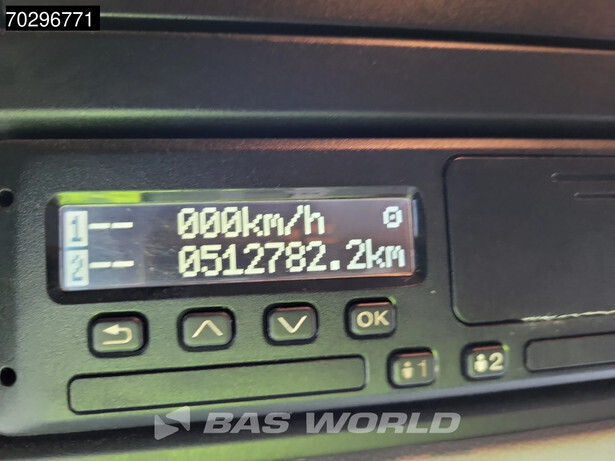 70296771
1-- 000km/h
2-- 0512782.2km
OK
1 2
BAS WORLD